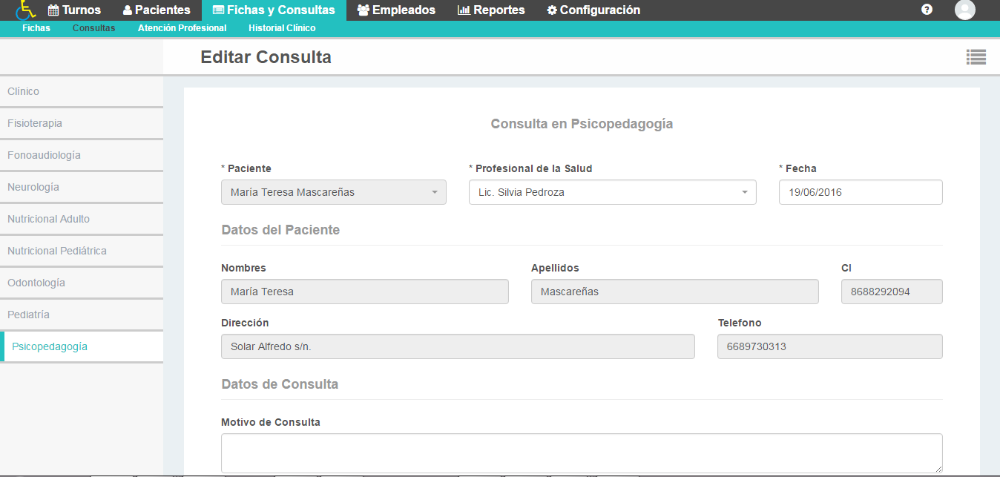 Turnos Pacientes Fichas y Consultas Empleados Reportes Configuración
Fichas Consultas Atención Profesional Historial Clínico
Editar Consulta
Clínico
Fisioterapia
Fonoaudiología
Neurología
Nutricional Adulto
Nutricional Pediátrica
Odontología
Pediatría
Psicopedagogía
Consulta en Psicopedagogía
* Paciente * Profesional de la Salud * Fecha
María Teresa Mascareñas Lic. Silvia Pedroza 19/06/2016
Datos del Paciente
Nombres Apellidos CI
María Teresa Mascareñas 8688292094
Dirección Telefono
Solar Alfredo s/n. 6689730313
Datos de Consulta
Motivo de Consulta